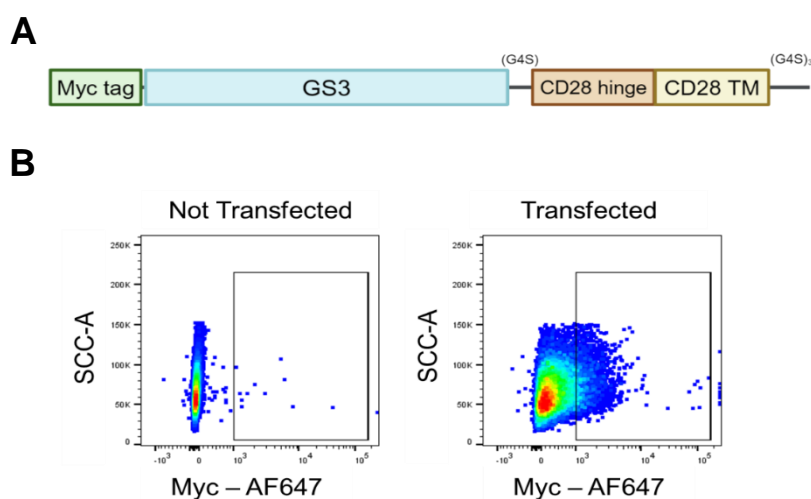 A
(G4S) (G4S)₃
Myc tag GS3 CD28 hinge CD28 TM
B
Not Transfected Transfected
250K 250K
200K 200K
150K 150K
100K 100K
50K 50K
0 0
-10³ 0 10³ 10⁴ 10⁵ -10³ 0 10³ 10⁴ 10⁵
SCC-A SCC-A
Myc – AF647 Myc – AF647